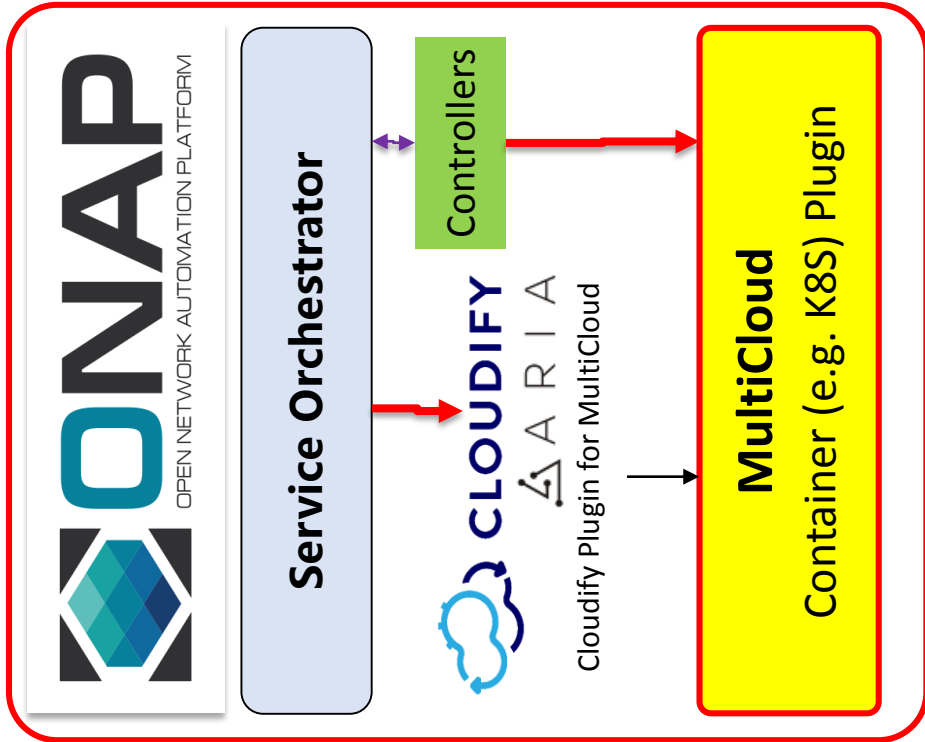 ONAP
OPEN NETWORK AUTOMATION PLATFORM
Service Orchestrator
CLOUDIFY
ARIA
Cloudify Plugin for MultiCloud
Controllers
MultiCloud
Container (e.g. K8S) Plugin